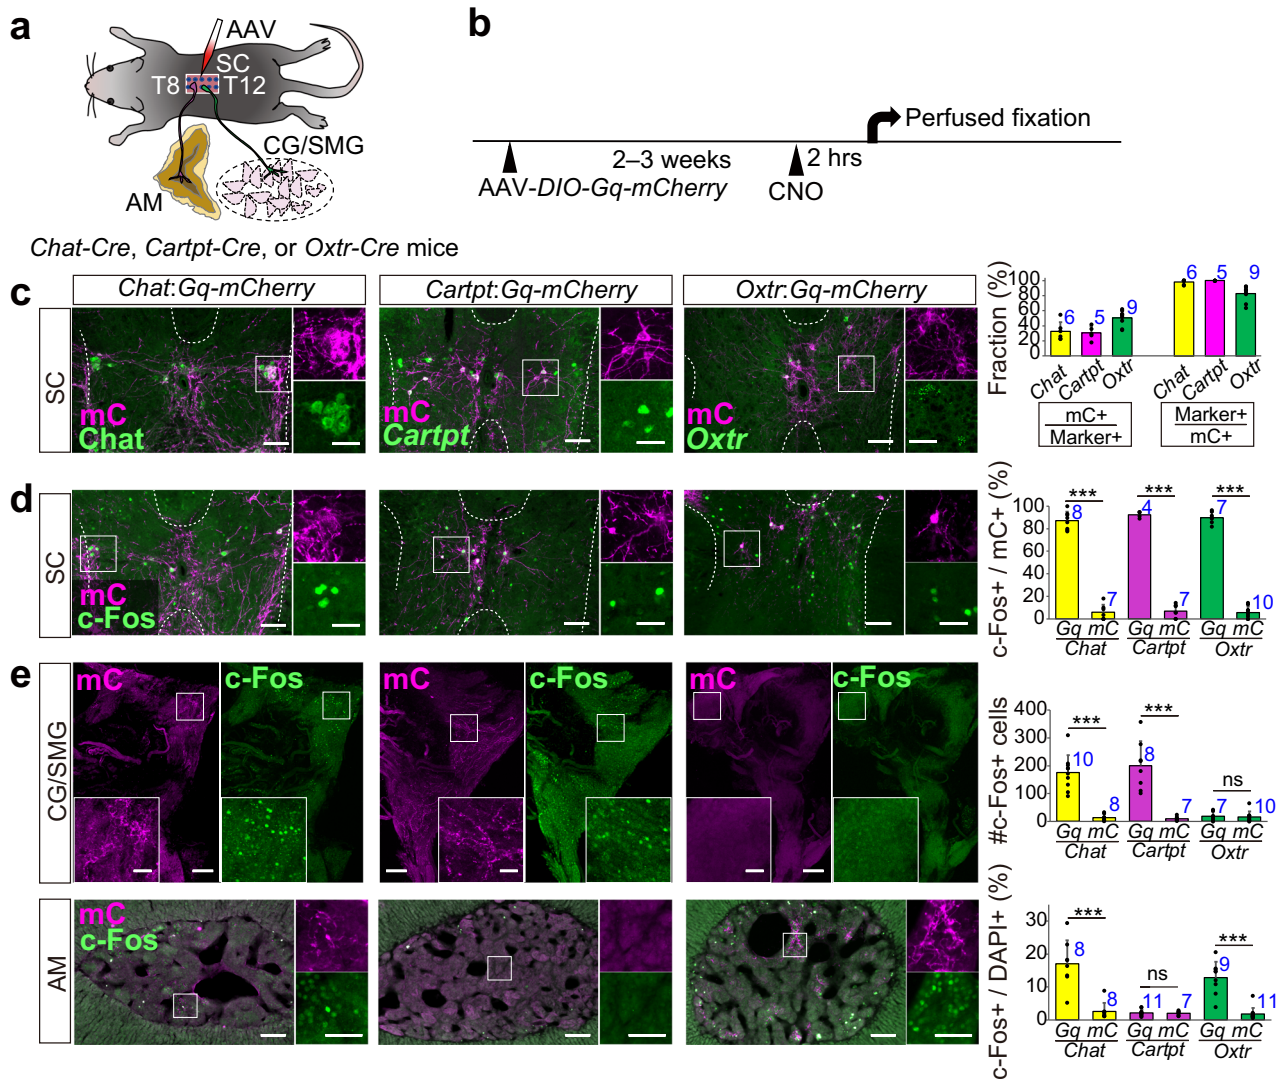 a
AAV
SC
T8
T12
CG/SMG
AM
Chat-Cre, Cartpt-Cre, or Oxtr-Cre mice
b
Perfused fixation
2–3 weeks
2 hrs
AAV-DIO-Gq-mCherry
CNO
c
Chat:Gq-mCherry
Cartpt:Gq-mCherry
Oxtr:Gq-mCherry
SC
mC
Chat
mC
Cartpt
mC
Oxtr
Fraction (%)
100
80
60
40
20
0
6
5
9
6
5
9
Chat
Cartpt
Oxtr
Chat
Cartpt
Oxtr
mC+
Marker+
Marker+
mC+
d
SC
mC
c-Fos
c-Fos+ / mC+ (%)
100
80
60
40
20
0
***
***
***
8
7
4
7
7
10
Gq mC
Gq mC
Gq mC
Chat
Cartpt
Oxtr
e
CG/SMG
mC
c-Fos
mC
c-Fos
mC
c-Fos
#c-Fos+ cells
400
300
200
100
0
***
***
ns
10
8
8
7
7
10
Gq mC
Gq mC
Gq mC
Chat
Cartpt
Oxtr
AM
mC
c-Fos
c-Fos+ / DAPI+ (%)
30
20
10
0
***
ns
***
8
8
11
7
9
11
Gq mC
Gq mC
Gq mC
Chat
Cartpt
Oxtr